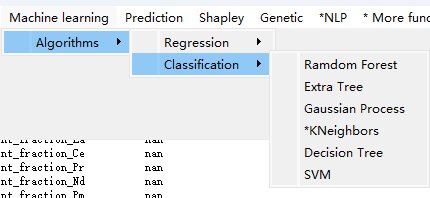 Machine learning Prediction Shapley Genetic *NLP * More func
Algorithms
Regression
Classification
Ramdom Forest
Extra Tree
Gaussian Process
*KNeighbors
Decision Tree
SVM
nt_fraction_La nan
nt_fraction_Ce nan
nt_fraction_Pr nan
nt_fraction_Nd nan
nt_fraction_Pm nan